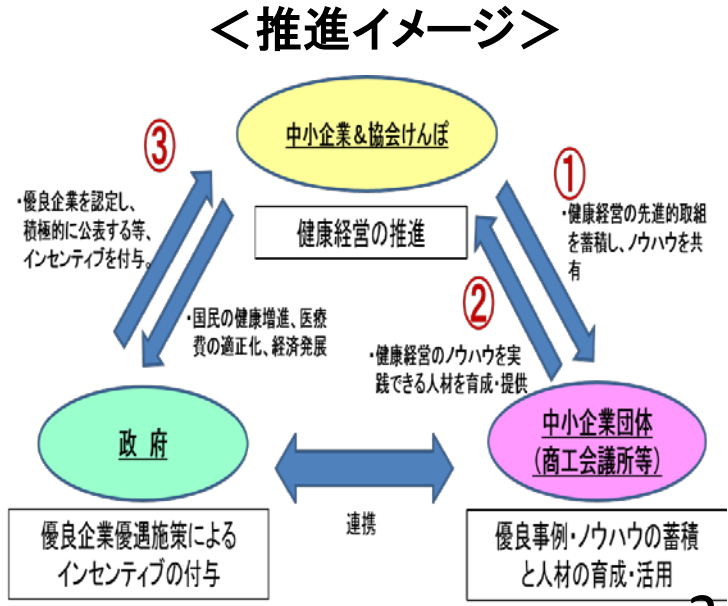 ＜推進イメージ＞
中小企業＆協会けんぽ
③
①
・優良企業を認定し、
積極的に公表する等、
インセンティブを付与。
健康経営の推進
・健康経営の先進的取組
を蓄積し、ノウハウを共
有
②
・国民の健康増進、医療
費の適正化、経済発展
・健康経営のノウハウを実
践できる人材を育成・提供
政 府
中小企業団体
（商工会議所等）
連携
優良企業優遇施策による
インセンティブの付与
優良事例・ノウハウの蓄積
と人材の育成・活用